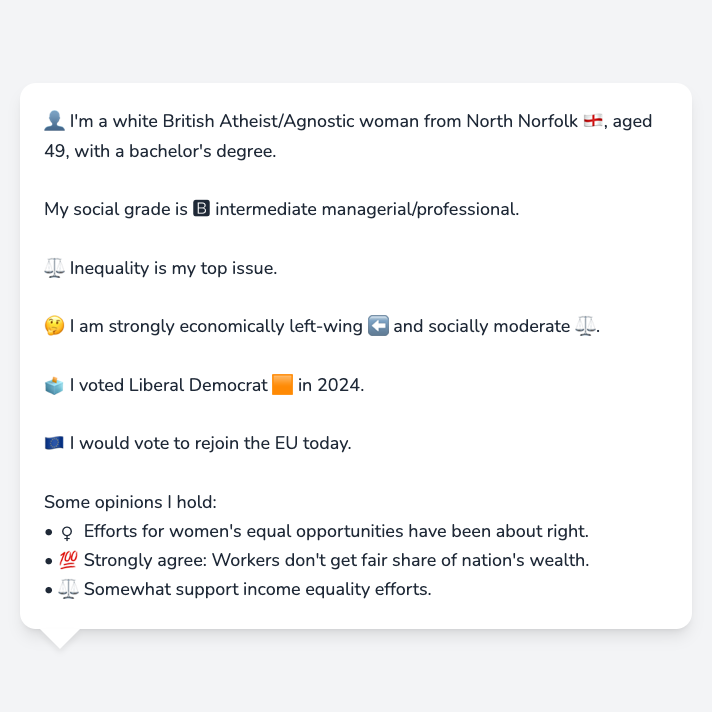 👤 I'm a white British Atheist/Agnostic woman from North Norfolk 🏴󠁧󠁢󠁥󠁮󠁧󠁿, aged
49, with a bachelor's degree.
My social grade is 🅱 intermediate managerial/professional.
⚖️ Inequality is my top issue.
🤔 I am strongly economically left-wing ⬅️ and socially moderate ⚖️.
🗳️ I voted Liberal Democrat 🟧 in 2024.
🇪🇺 I would vote to rejoin the EU today.
Some opinions I hold:
• ♀ Efforts for women's equal opportunities have been about right.
• 💯 Strongly agree: Workers don't get fair share of nation's wealth.
• ⚖️ Somewhat support income equality efforts.